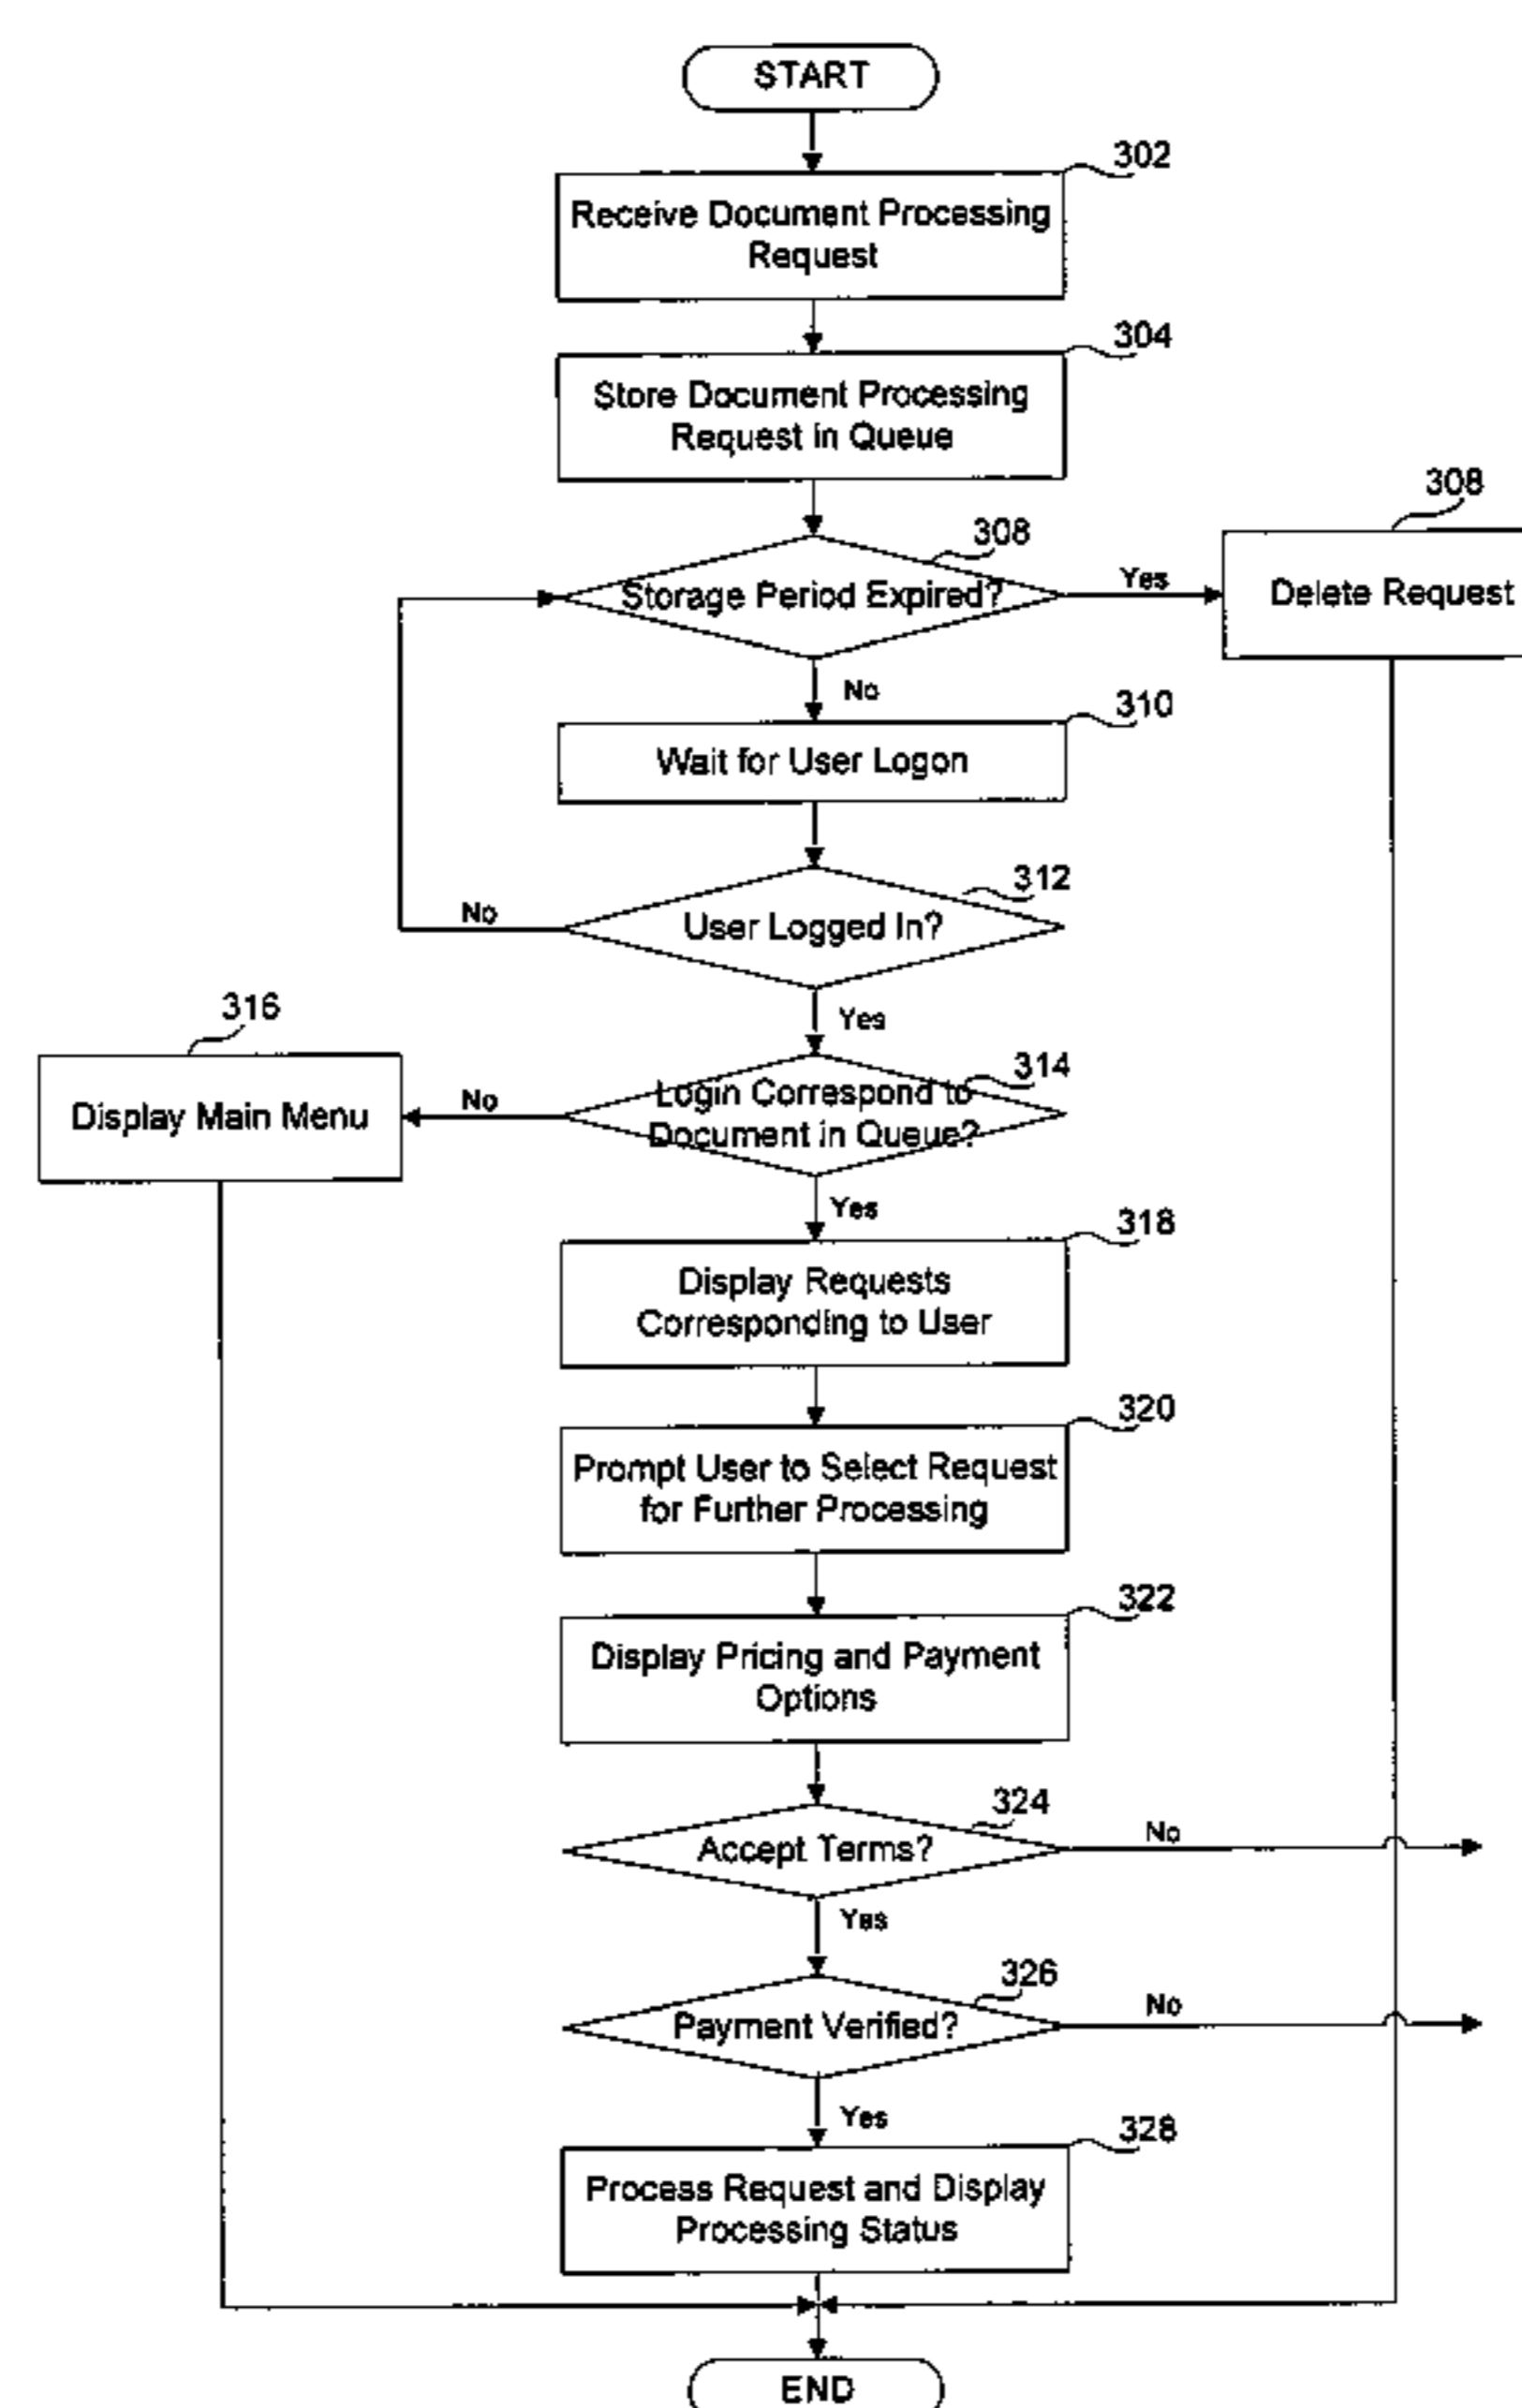 START
302
Receive Document Processing
Request
304
Store Document Processing
Request in Queue
308
Storage Period Expired?
Yes
308
Delete Request
No
310
Wait for User Logon
312
User Logged In?
No
Yes
316
Display Main Menu
314
Login Correspond to
Document in Queue?
No
Yes
318
Display Requests
Corresponding to User
320
Prompt User to Select Request
for Further Processing
322
Display Pricing and Payment
Options
324
Accept Terms?
No
Yes
326
Payment Verified?
No
Yes
328
Process Request and Display
Processing Status
END